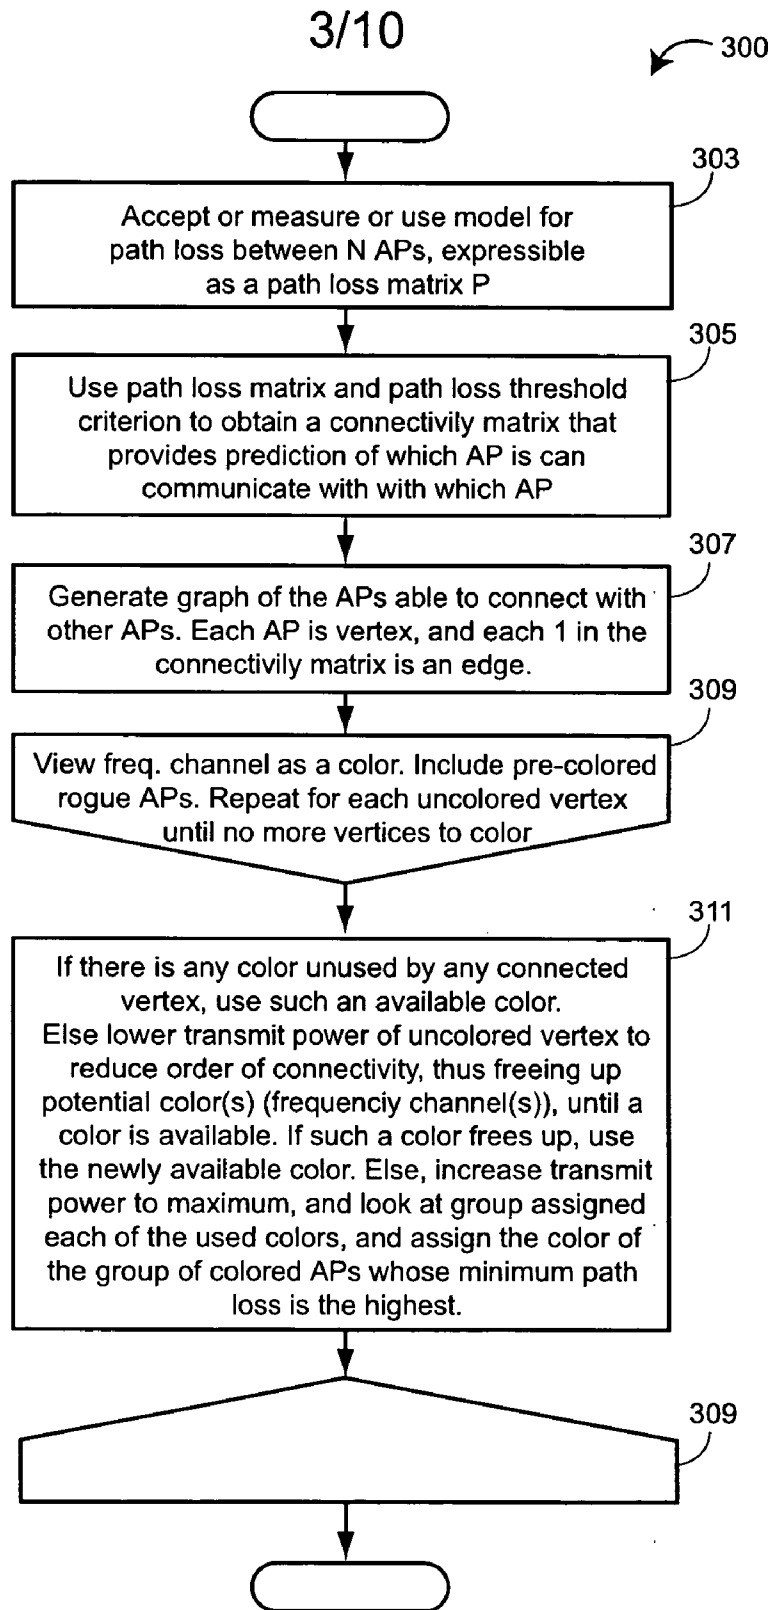 3/10
300
303
Accept or measure or use model for
path loss between N APs, expressible
as a path loss matrix P
305
Use path loss matrix and path loss threshold
criterion to obtain a connectivily matrix that
provides prediction of which AP is can
communicate with with which AP
307
Generate graph of the APs able to connect with
other APs. Each AP is vertex, and each 1 in the
connectivily matrix is an edge.
309
View freq. channel as a color. Include pre-colored
rogue APs. Repeat for each uncolored vertex
until no more vertices to color
311
If there is any color unused by any connected
vertex, use such an available color.
Else lower transmit power of uncolored vertex to
reduce order of connectivity, thus freeing up
potential color(s) (frequenciy channel(s)), until a
color is available. If such a color frees up, use
the newly available color. Else, increase transmit
power to maximum, and look at group assigned
each of the used colors, and assign the color of
the group of colored APs whose minimum path
loss is the highest.
309